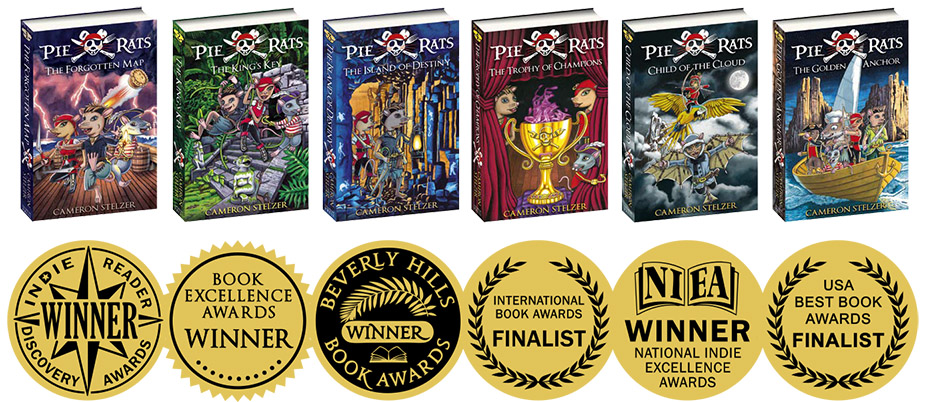 PIE RATS
THE FORGOTTEN MAP
CAMERON STELZER
PIE RATS
THE KING'S KEY
CAMERON STELZER
PIE RATS
THE ISLAND OF DESTINY
CAMERON STELZER
PIE RATS
THE TROPHY OF CHAMPIONS
CAMERON STELZER
PIE RATS
CHILD OF THE CLOUD
CAMERON STELZER
PIE RATS
THE GOLDEN ANCHOR
CAMERON STELZER
INDIE READER
WINNER
DISCOVERY AWARDS
BOOK
EXCELLENCE
AWARDS
WINNER
BEVERLY HILLS
WINNER
BOOK AWARDS
INTERNATIONAL
BOOK AWARDS
FINALIST
NIEA
WINNER
NATIONAL INDIE
EXCELLENCE
AWARDS
USA
BEST BOOK
AWARDS
FINALIST